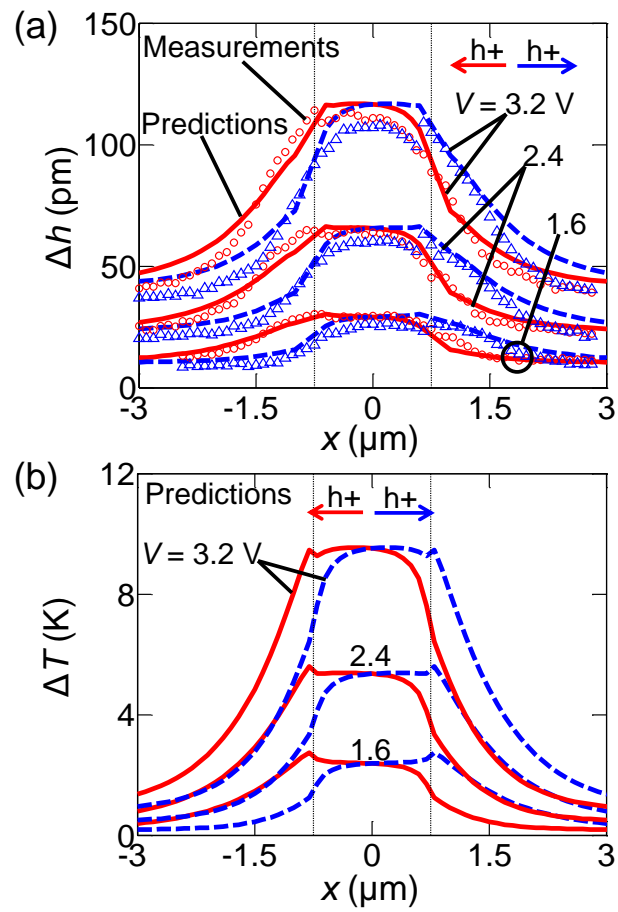 (a)
150
Measurements
h+ h+
V = 3.2 V
Predictions
100
2.4
Δh (pm)
1.6
50
0
-3 -1.5 0 1.5 3
x (μm)
(b)
12
Predictions
h+ h+
V = 3.2 V
8
ΔT (K)
2.4
4
1.6
0
-3 -1.5 0 1.5 3
x (μm)